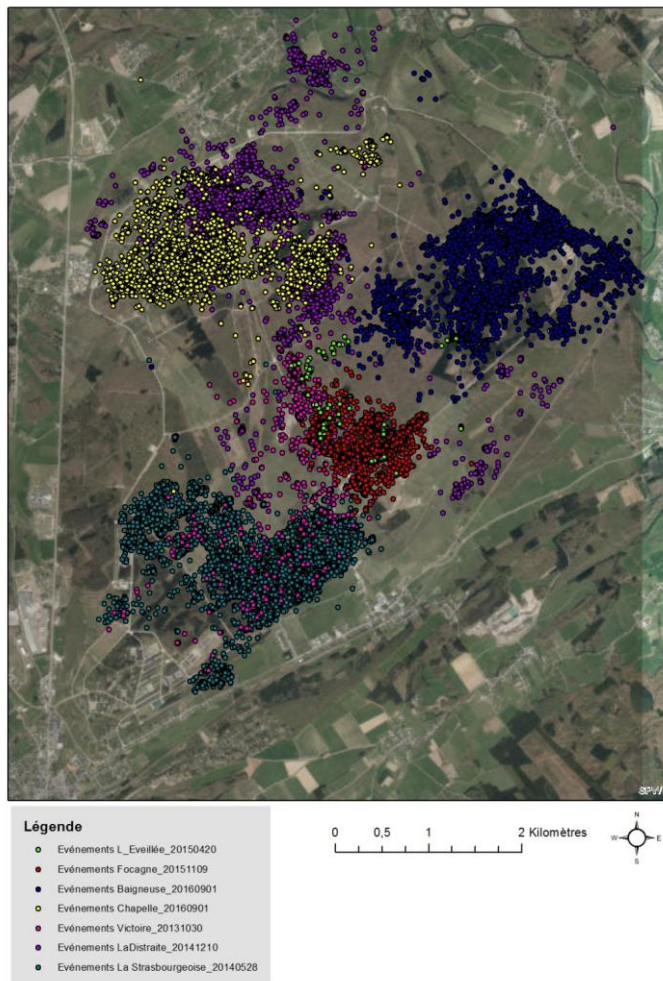 SPW
Légende
Evénements L_Eveillée_20150420
Evénements Focagne_20151109
Evénements Baigneuse_20160901
Evénements Chapelle_20160901
Evénements Victoire_20131030
Evénements LaDistraite_20141210
Evénements La Strasbourgeoise_20140528
0 0,5 1 2 Kilomètres
N
W E
S